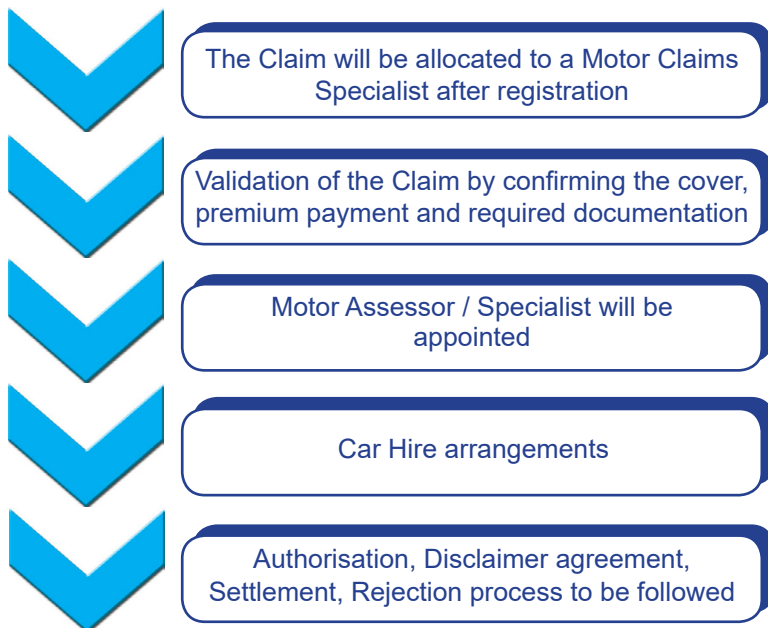 The Claim will be allocated to a Motor Claims
Specialist after registration
Validation of the Claim by confirming the cover,
premium payment and required documentation
Motor Assessor / Specialist will be
appointed
Car Hire arrangements
Authorisation, Disclaimer agreement,
Settlement, Rejection process to be followed